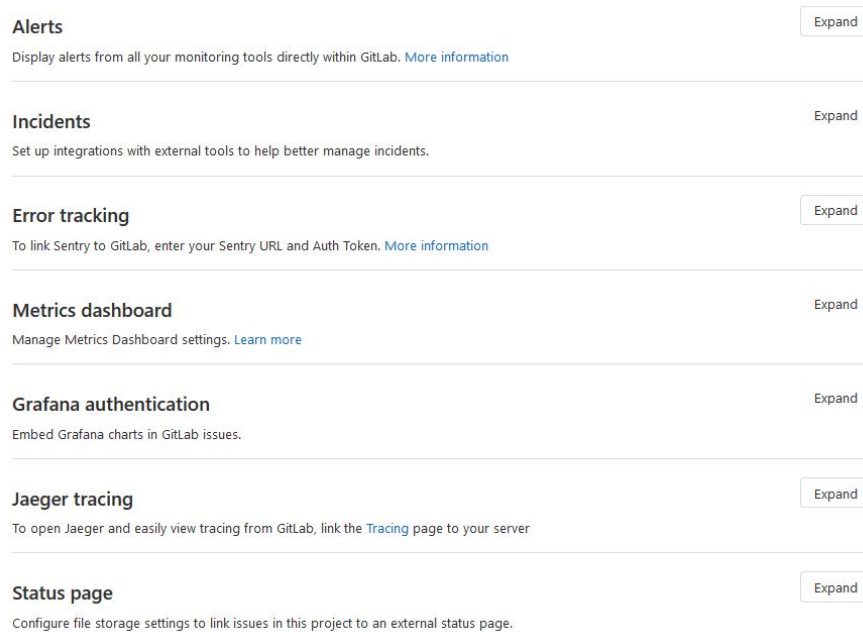 Alerts
Expand
Display alerts from all your monitoring tools directly within GitLab. More information
Incidents
Expand
Set up integrations with external tools to help better manage incidents.
Error tracking
Expand
To link Sentry to GitLab, enter your Sentry URL and Auth Token. More information
Metrics dashboard
Expand
Manage Metrics Dashboard settings. Learn more
Grafana authentication
Expand
Embed Grafana charts in GitLab issues.
Jaeger tracing
Expand
To open Jaeger and easily view tracing from GitLab, link the Tracing page to your server
Status page
Expand
Configure file storage settings to link issues in this project to an external status page.